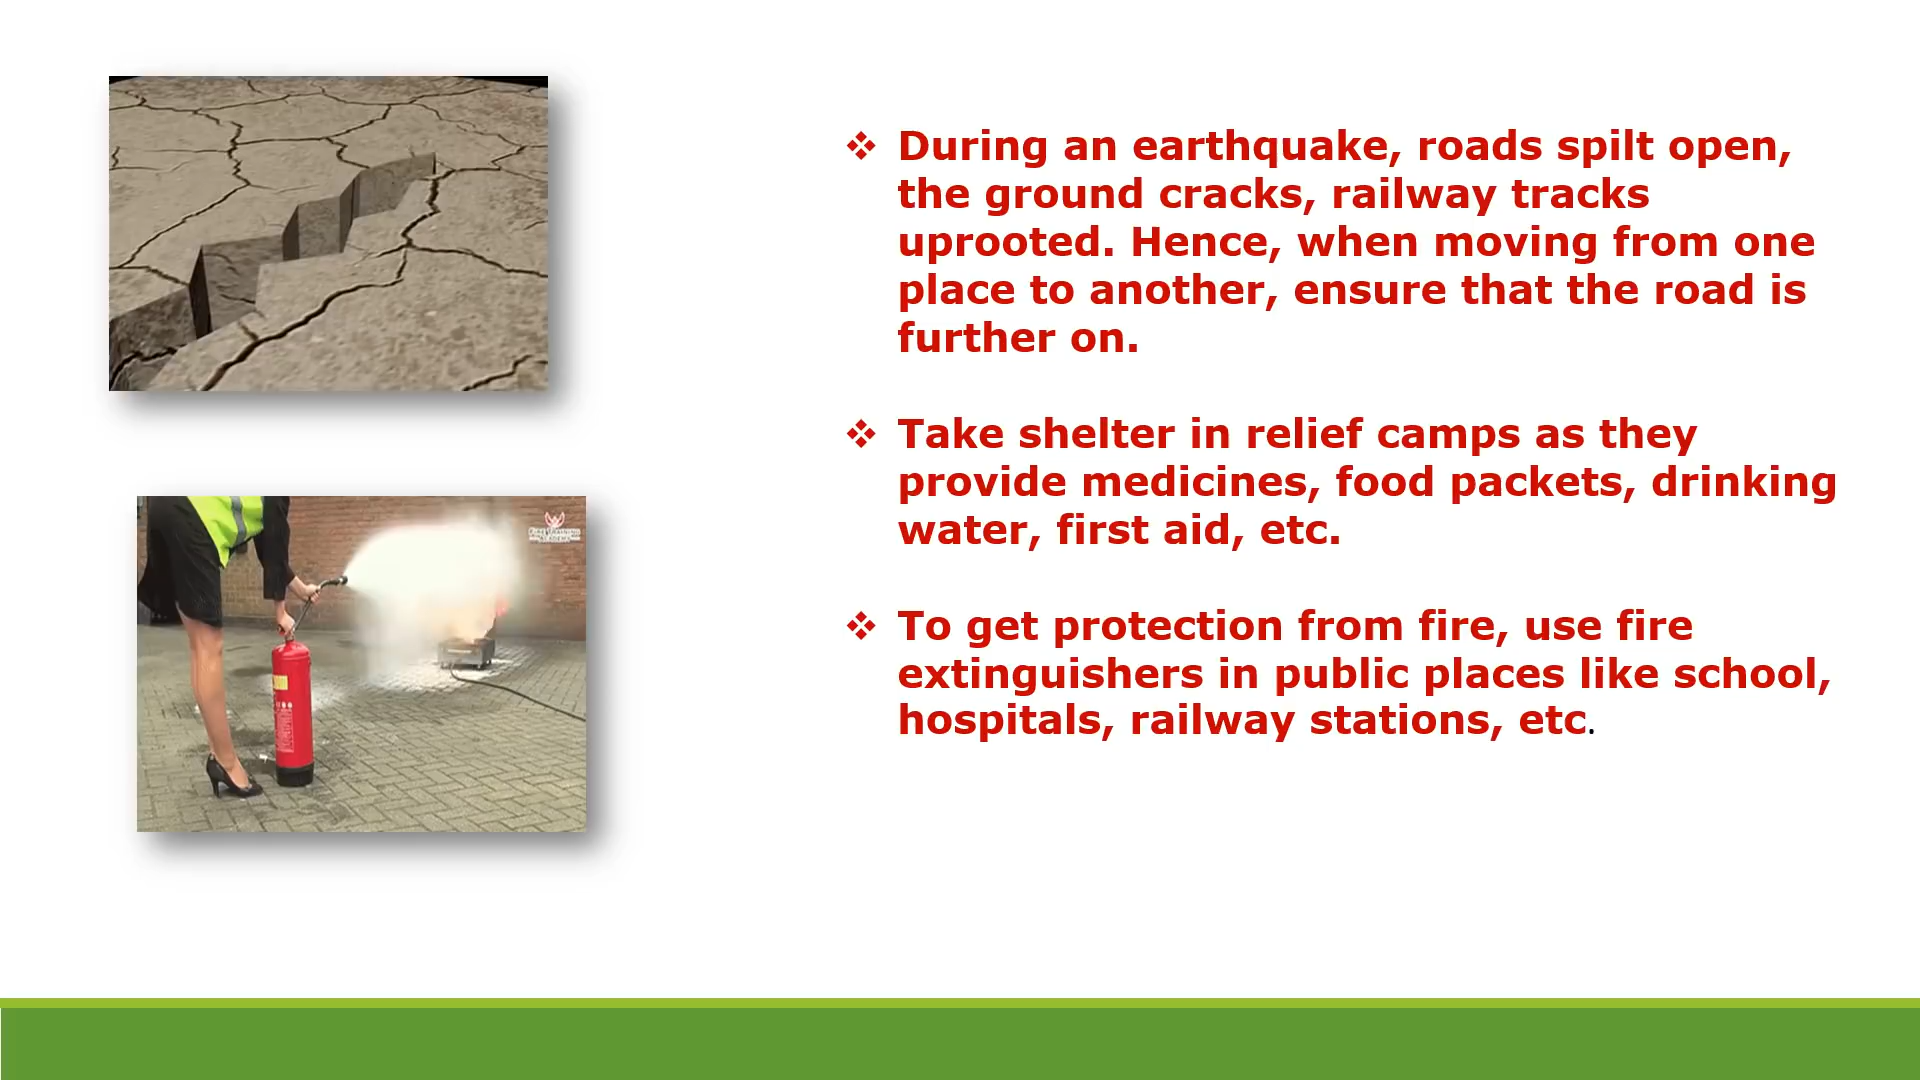 ❖ During an earthquake, roads spilt open,
the ground cracks, railway tracks
uprooted. Hence, when moving from one
place to another, ensure that the road is
further on.
❖ Take shelter in relief camps as they
provide medicines, food packets, drinking
water, first aid, etc.
❖ To get protection from fire, use fire
extinguishers in public places like school,
hospitals, railway stations, etc.